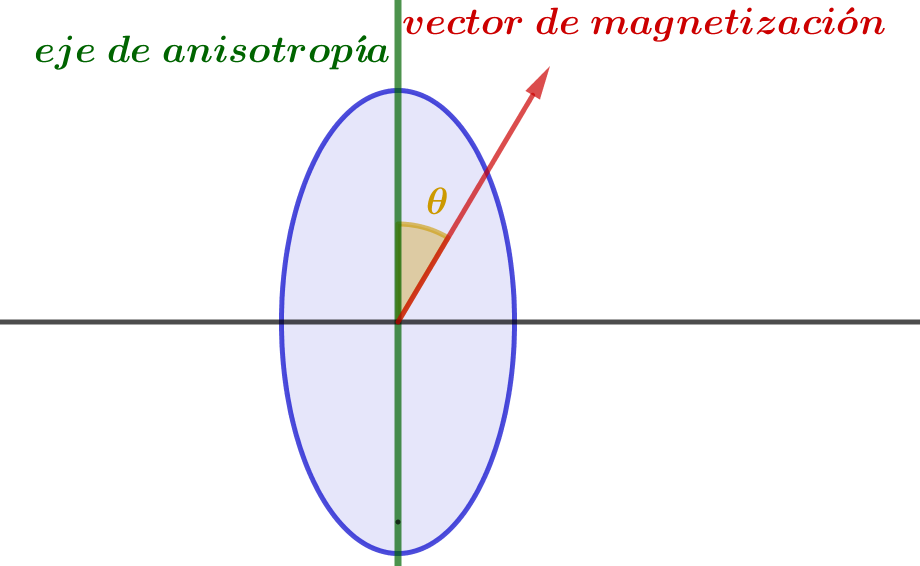 vector de magnetización
eje de anisotropía
θ